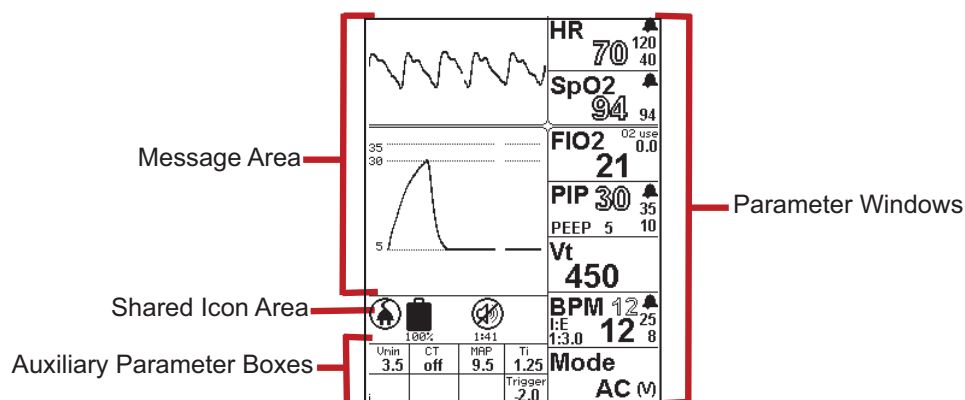 Message Area
Shared Icon Area
Auxiliary Parameter Boxes
35
30
5
100%
1:41
Vmin
3.5
CT
off
MAP
9.5
Ti
1.25
Trigger
-2.0
HR
70
120
40
SpO2
94
94
FIO2
O2 use
0.0
21
PIP 30
35
PEEP 5
10
Vt
450
BPM 12
25
I:E
1:3.0
12
8
Mode
AC (V)
Parameter Windows